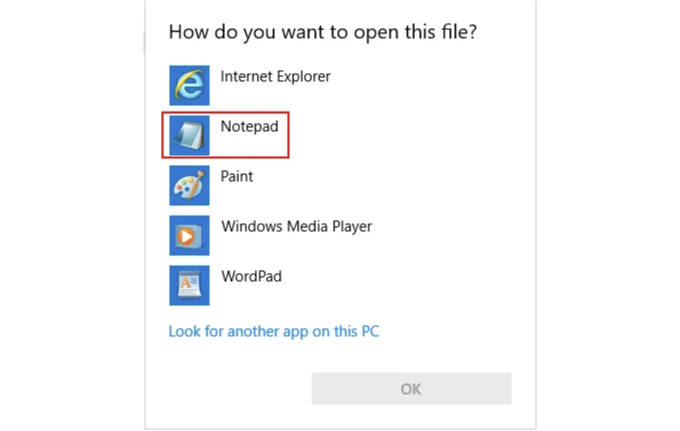 How do you want to open this file?
Internet Explorer
Notepad
Paint
Windows Media Player
WordPad
Look for another app on this PC
OK